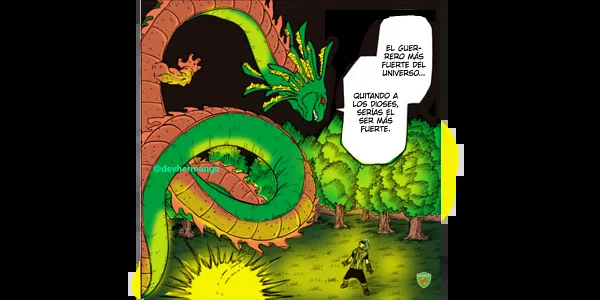 EL GUER-
RERO MÁS
FUERTE DEL
UNIVERSO...
QUITANDO A
LOS DIOSES,
SERÍAS EL
SER MÁS
FUERTE.
@devhermanga